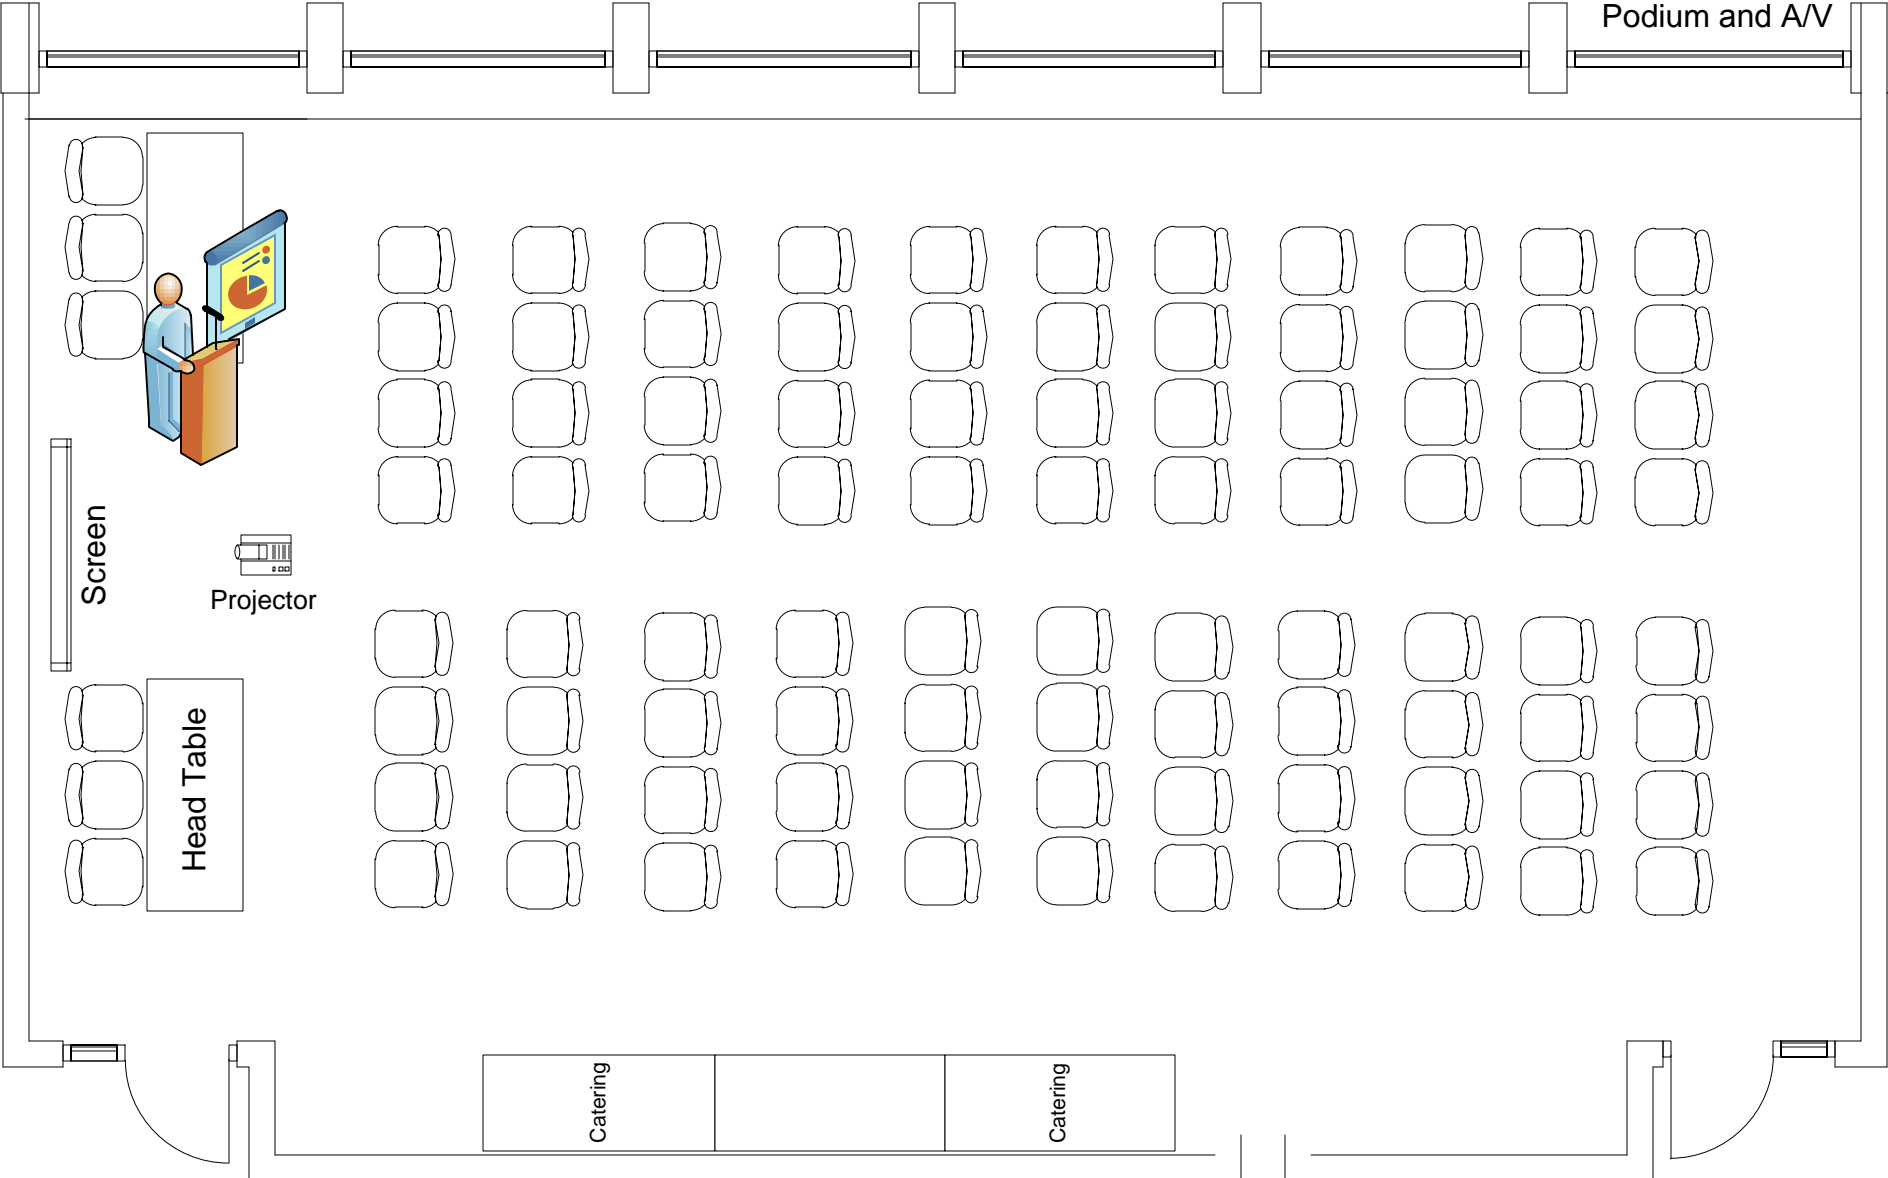 Podium and A/V
Screen
Projector
Head Table
Catering
Catering